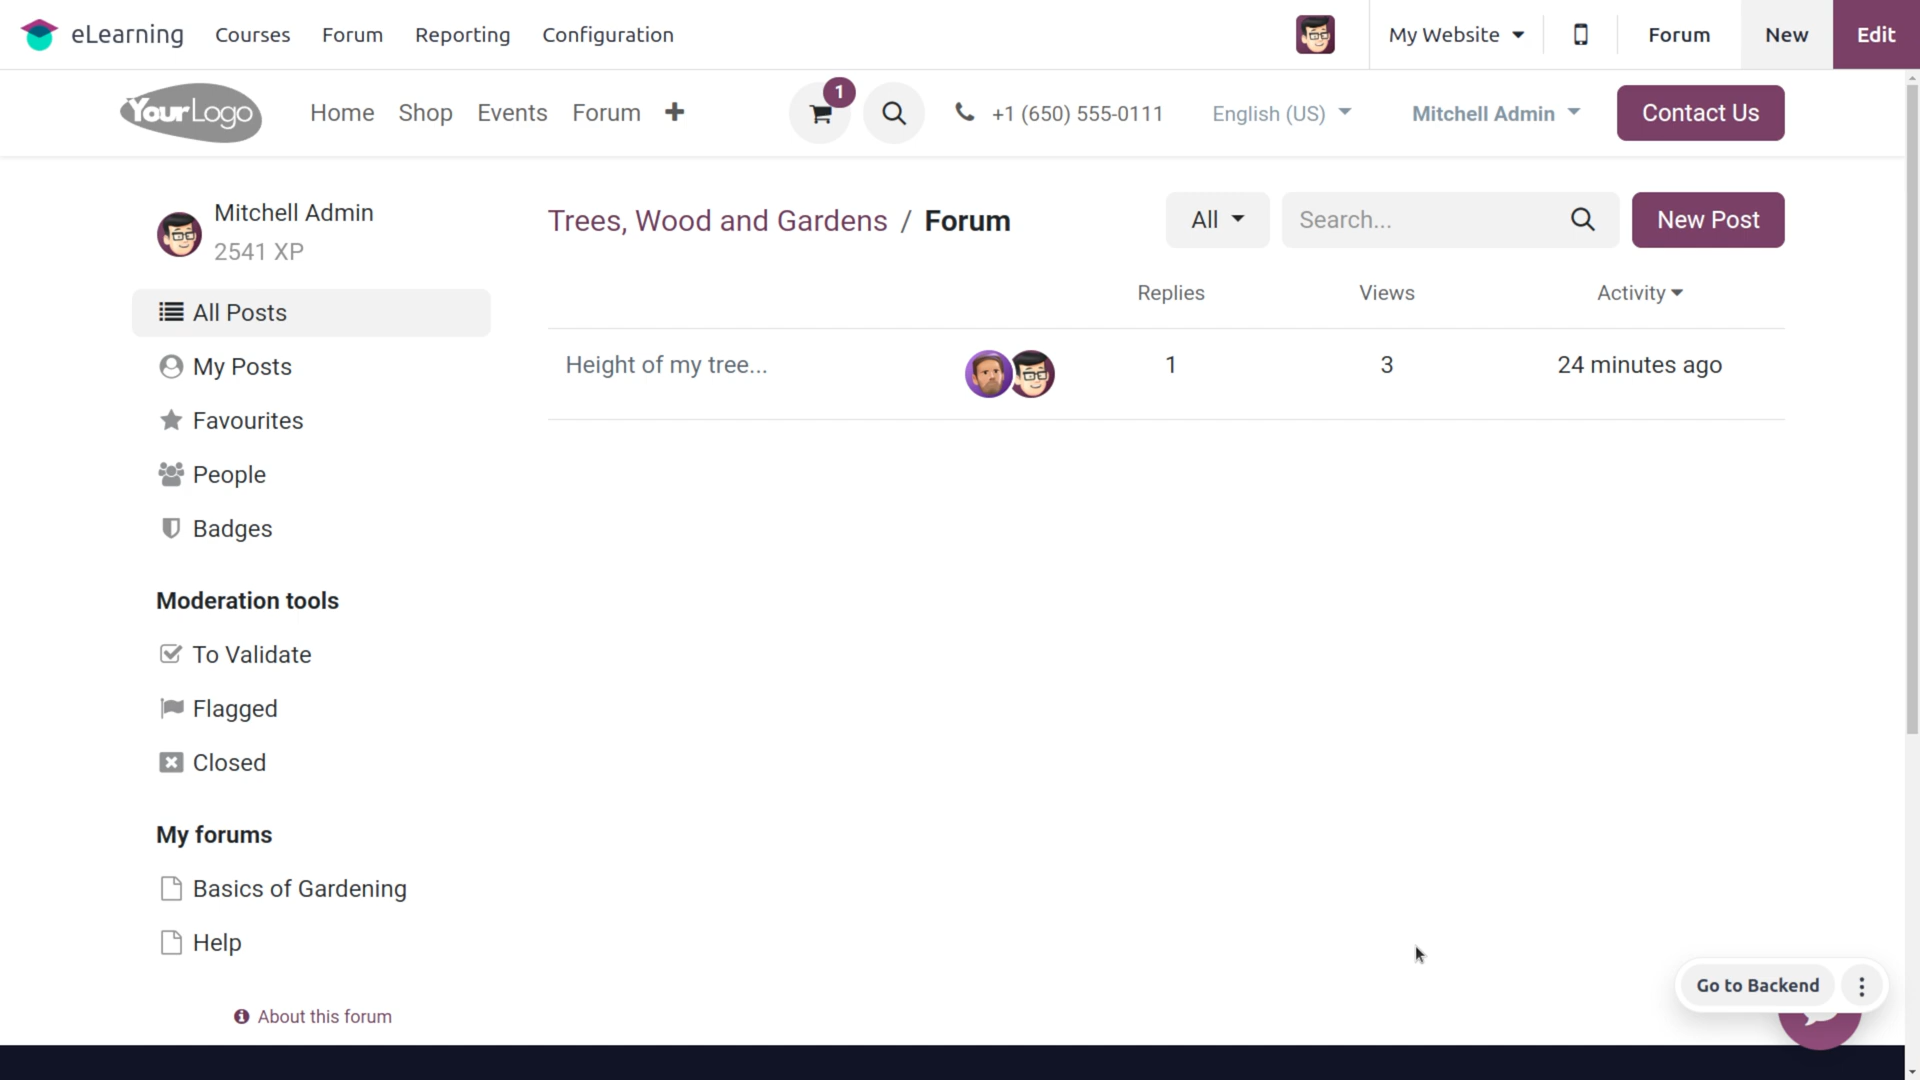 eLearning Courses Forum Reporting Configuration My Website Forum New Edit
YourLogo Home Shop Events Forum 1 +1 (650) 555-0111 English (US) Mitchell Admin Contact Us
Mitchell Admin
2541 XP
Trees, Wood and Gardens / Forum All Search... New Post
Replies Views Activity
Height of my tree... 1 3 24 minutes ago
All Posts
My Posts
Favourites
People
Badges
Moderation tools
To Validate
Flagged
Closed
My forums
Basics of Gardening
Help
About this forum
Go to Backend